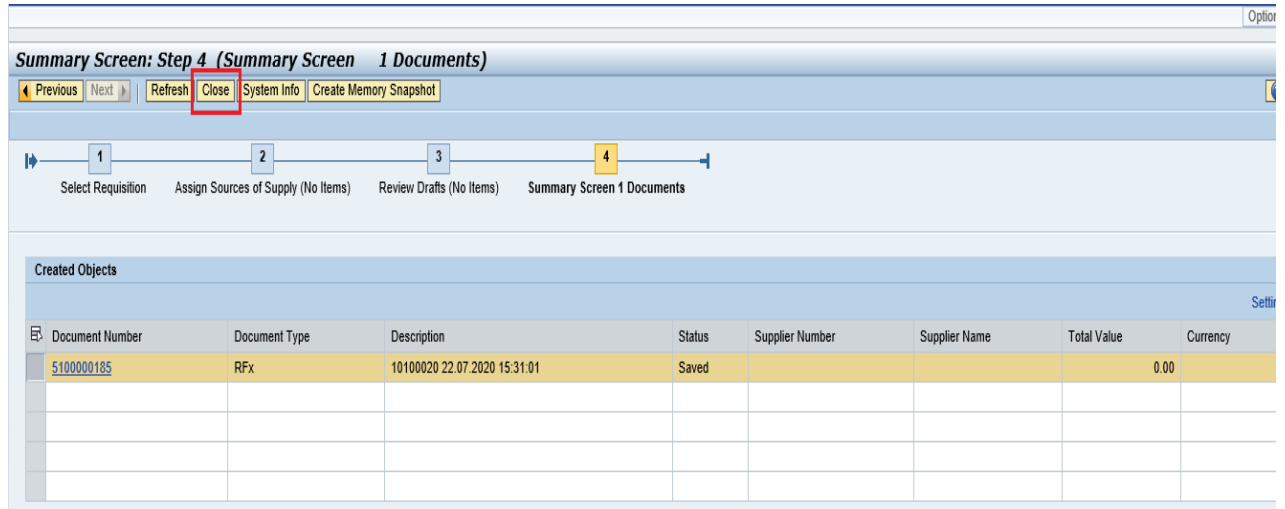 Option
Summary Screen: Step 4 (Summary Screen 1 Documents)
Previous Next Refresh Close System Info Create Memory Snapshot
1 2 3 4
Select Requisition Assign Sources of Supply (No Items) Review Drafts (No Items) Summary Screen 1 Documents
Created Objects
Settin
Document Number Document Type Description Status Supplier Number Supplier Name Total Value Currency
5100000185 RFx 10100020 22.07.2020 15:31:01 Saved 0.00